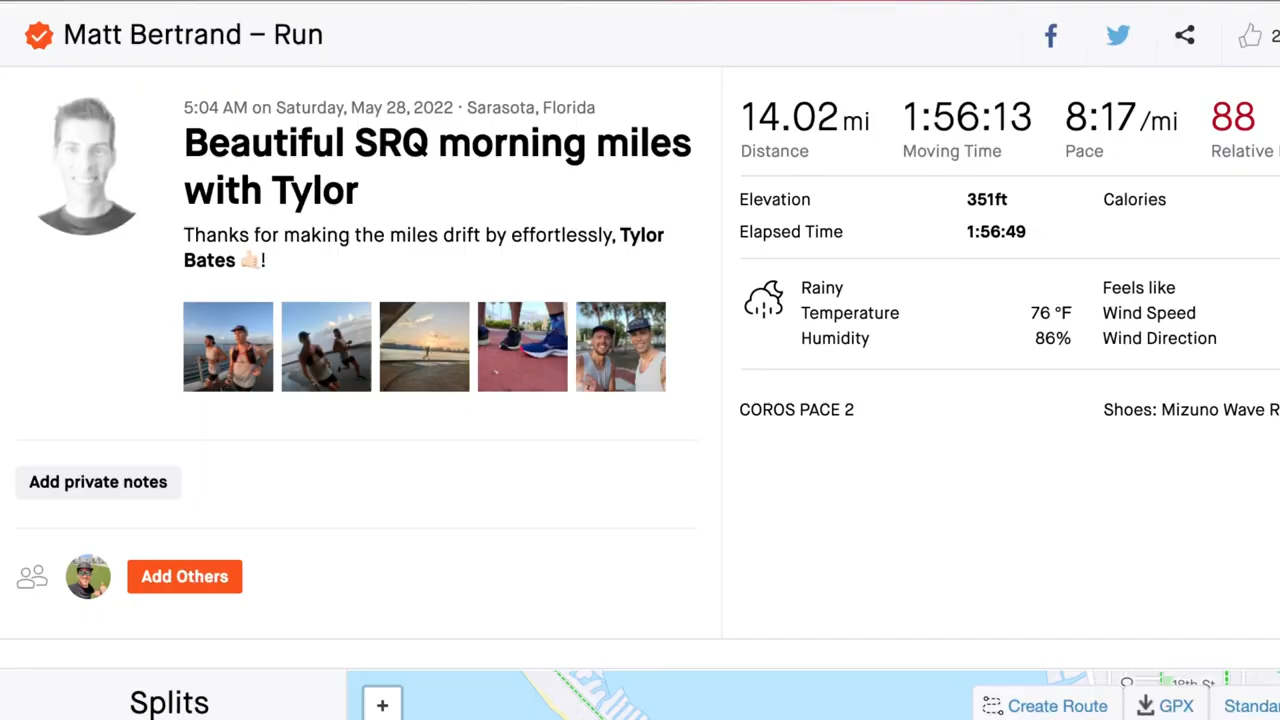 Matt Bertrand – Run
2
5:04 AM on Saturday, May 28, 2022 · Sarasota, Florida
Beautiful SRQ morning miles
with Tylor
Thanks for making the miles drift by effortlessly, Tylor
Bates 🤙🏻!
Add private notes
Add Others
14.02 mi
Distance
1:56:13
Moving Time
8:17 /mi
Pace
88
Relative
Elevation 351ft Calories
Elapsed Time 1:56:49
Rainy Feels like
Temperature 76 °F Wind Speed
Humidity 86% Wind Direction
COROS PACE 2 Shoes: Mizuno Wave R
Splits
+
18th St
Create Route GPX Standa